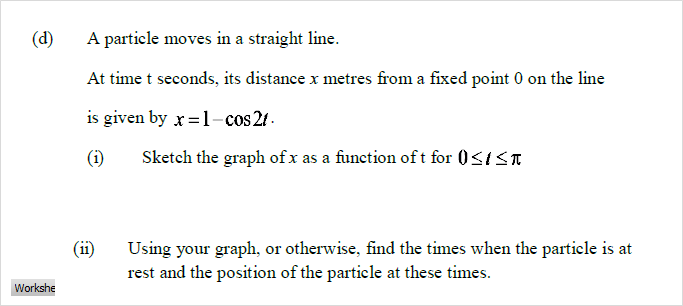 (d) A particle moves in a straight line.
At time t seconds, its distance x metres from a fixed point 0 on the line
is given by x = 1 − cos 2t.
(i) Sketch the graph of x as a function of t for 0 ≤ t ≤ π
(ii) Using your graph, or otherwise, find the times when the particle is at
rest and the position of the particle at these times.
Workshe